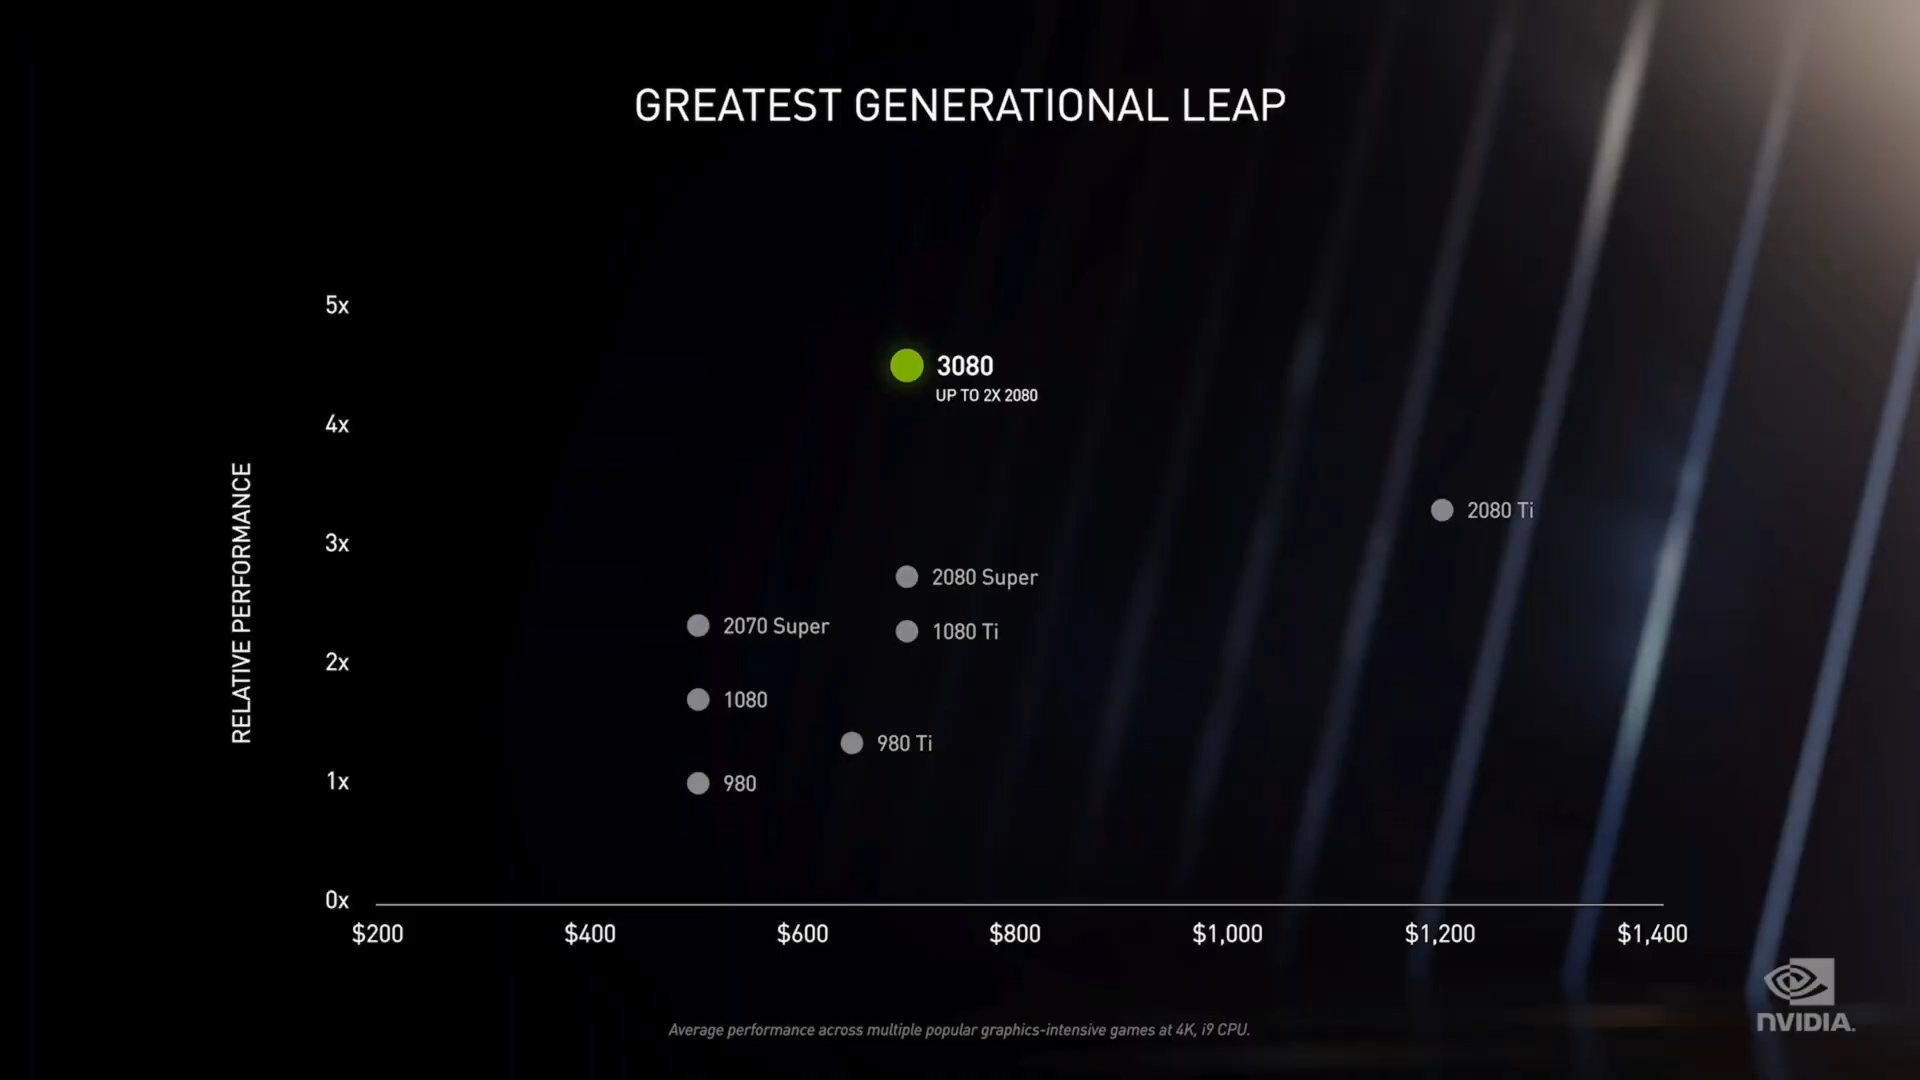 GREATEST GENERATIONAL LEAP
5x
3080
UP TO 2X 2080
4x
2080 Ti
3x
2080 Super
2070 Super
1080 Ti
2x
1080
980 Ti
1x
980
0x
RELATIVE PERFORMANCE
$200 $400 $600 $800 $1,000 $1,200 $1,400
Average performance across multiple popular graphics-intensive games at 4K, i9 CPU.
NVIDIA.